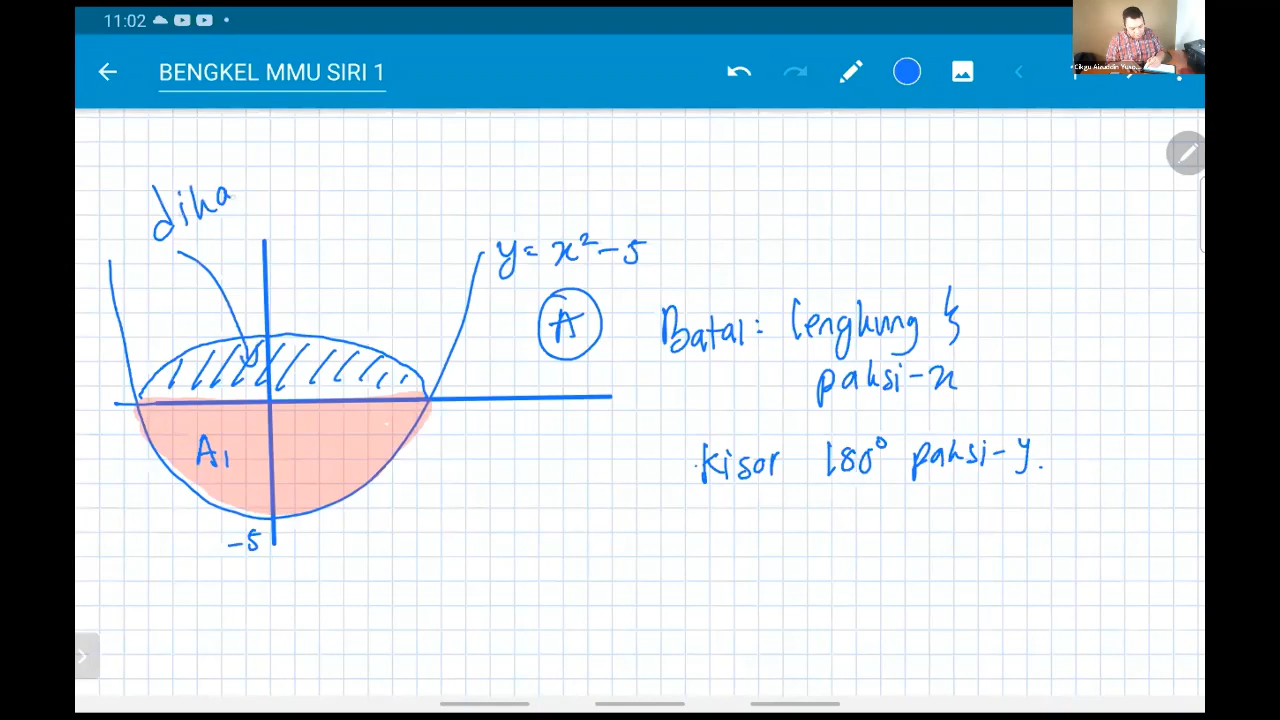 11:02
BENGKEL MMU SIRI 1
diha
y = x² - 5
A
Batal: lengkung &
paksi-x
A₁
Kisar 180° paksi-y.
-5